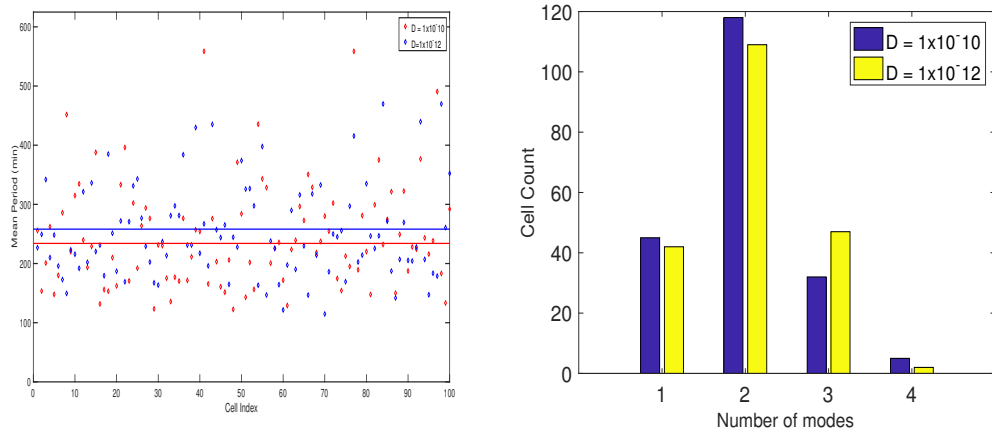 600
500
400
300
200
100
0
Mean Period (min)
0 10 20 30 40 50 60 70 80 90 100
Cell Index
D = 1x10^-10
D=1x10^-12
120
100
80
60
40
20
0
Cell Count
1 2 3 4
Number of modes
D = 1x10^-10
D = 1x10^-12